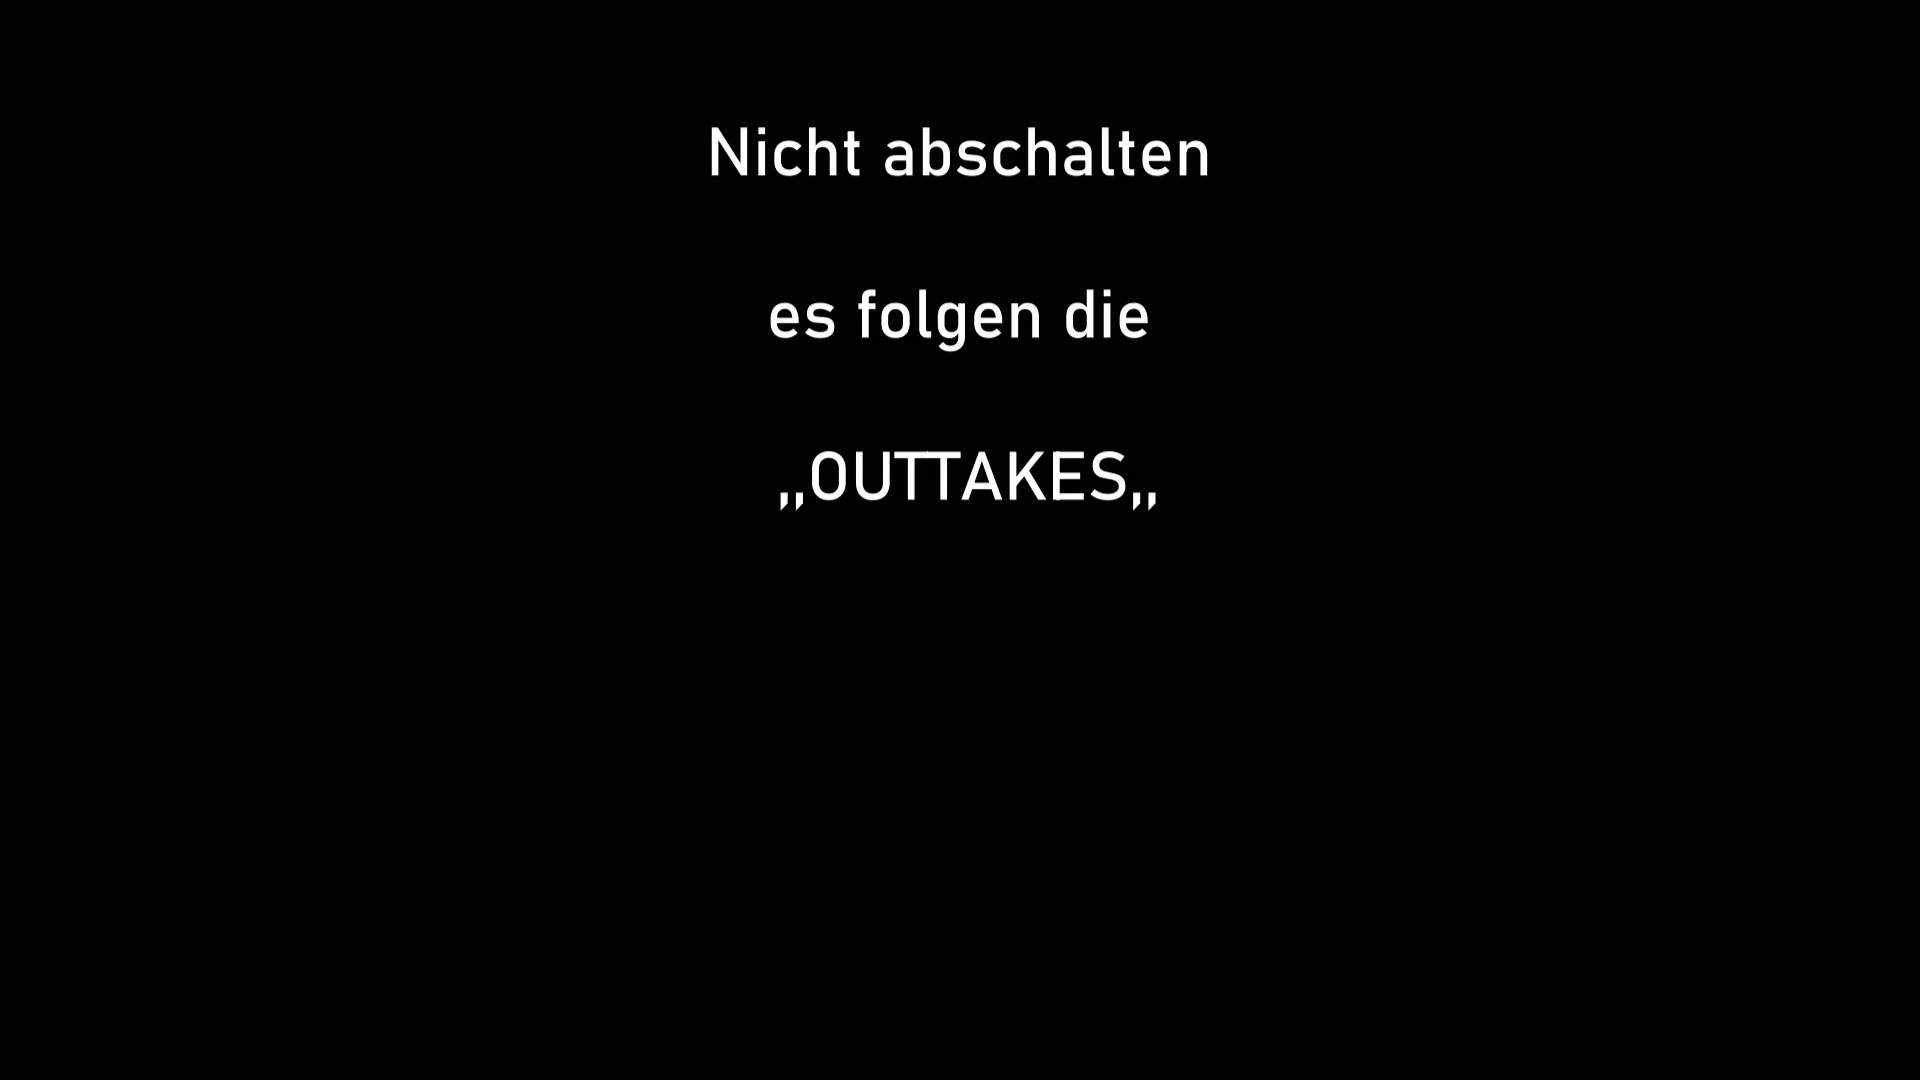 Nicht abschalten
es folgen die
,,OUTTAKES,,